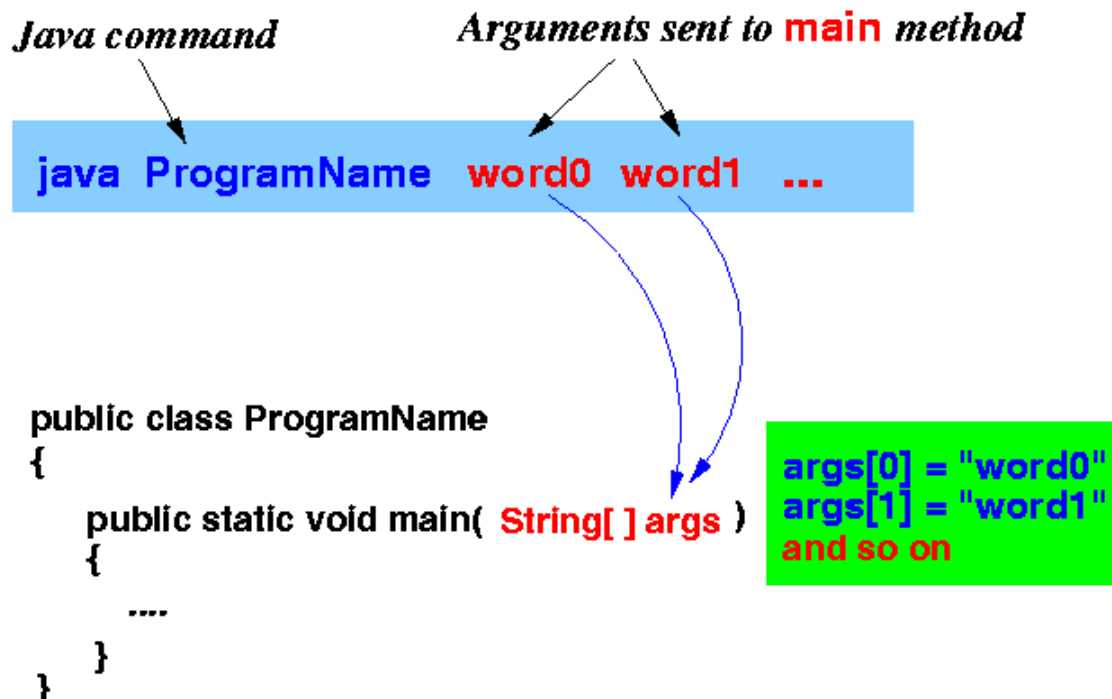 Java command
Arguments sent to main method
java ProgramName word0 word1 ...
public class ProgramName
{
public static void main( String[ ] args )
{
....
}
}
args[0] = "word0"
args[1] = "word1"
and so on